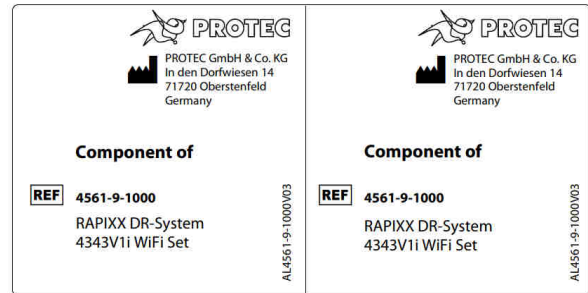 PROTEC
PROTEC GmbH & Co. KG
In den Dorfwiesen 14
71720 Oberstenfeld
Germany
Component of
REF 4561-9-1000
RAPIXX DR-System
4343V1i WiFi Set
AL4561-9-1000V03
PROTEC
PROTEC GmbH & Co. KG
In den Dorfwiesen 14
71720 Oberstenfeld
Germany
Component of
REF 4561-9-1000
RAPIXX DR-System
4343V1i WiFi Set
AL4561-9-1000V03